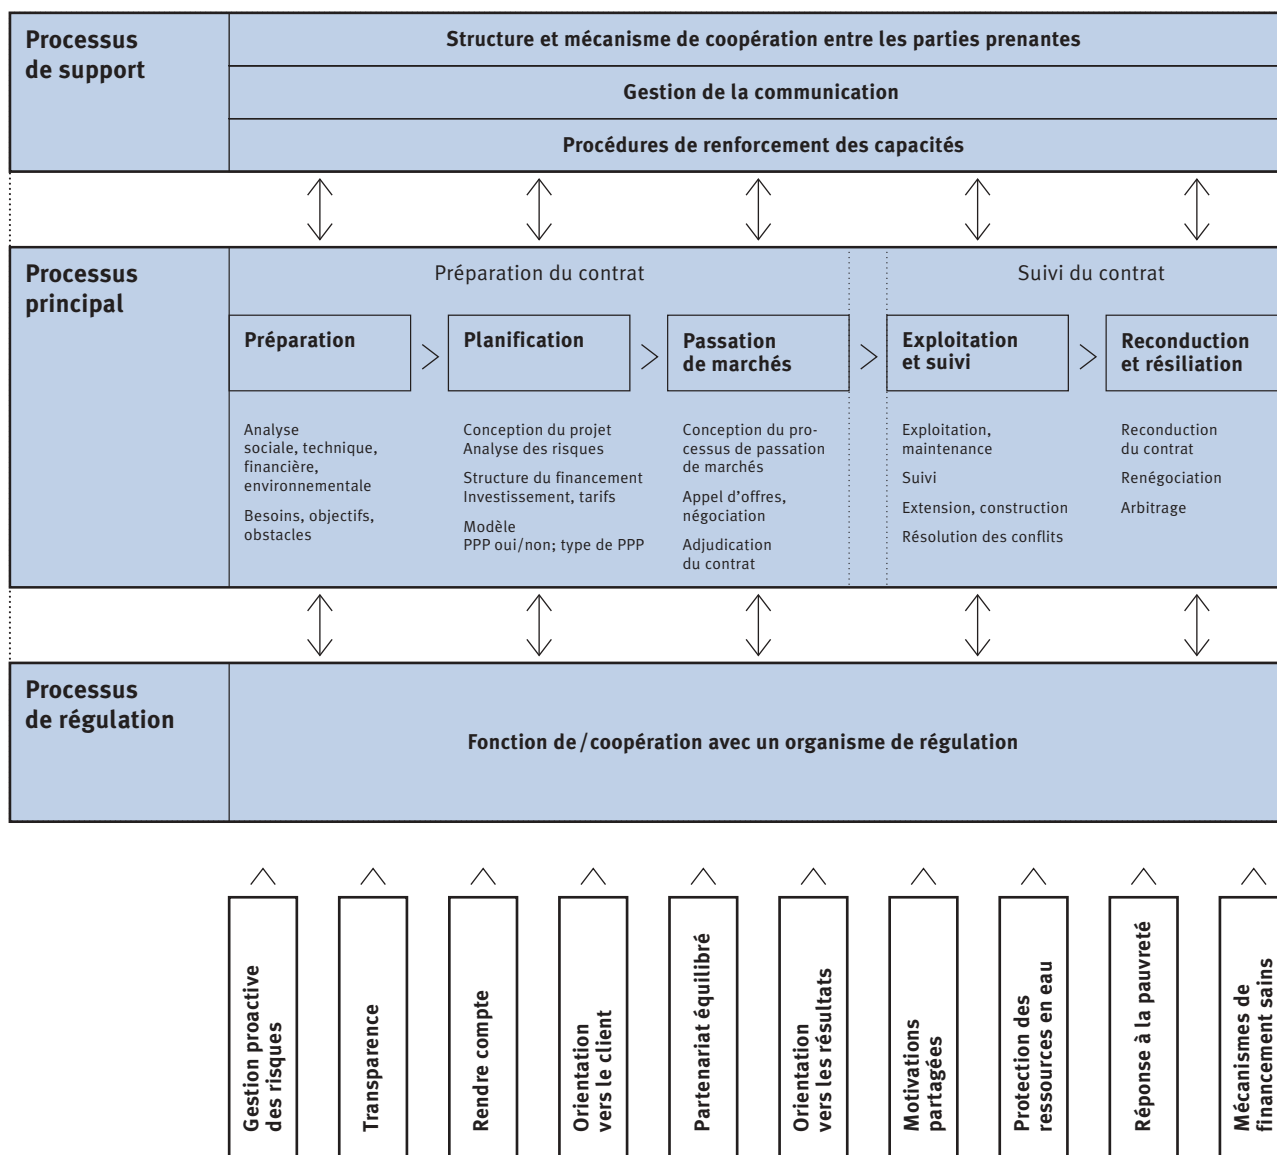 Processus
de support
Structure et mécanisme de coopération entre les parties prenantes
Gestion de la communication
Procédures de renforcement des capacités
Processus
principal
Préparation du contrat
Suivi du contrat
Préparation
Planification
Passation
de marchés
Exploitation
et suivi
Reconduction
et résiliation
Analyse
sociale, technique,
financière,
environnementale
Besoins, objectifs,
obstacles
Conception du projet
Analyse des risques
Structure du financement
Investissement, tarifs
Modèle
PPP oui/non; type de PPP
Conception du pro-
cessus de passation
de marchés
Appel d’offres,
négociation
Adjudication
du contrat
Exploitation,
maintenance
Suivi
Extension, construction
Résolution des conflits
Reconduction
du contrat
Renégociation
Arbitrage
Processus
de régulation
Fonction de/coopération avec un organisme de régulation
Gestion proactive
des risques
Transparence
Rendre compte
Orientation
vers le client
Partenariat équilibré
Orientation
vers les résultats
Motivations
partagées
Protection des
ressources en eau
Réponse à la pauvreté
Mécanismes de
financement sains